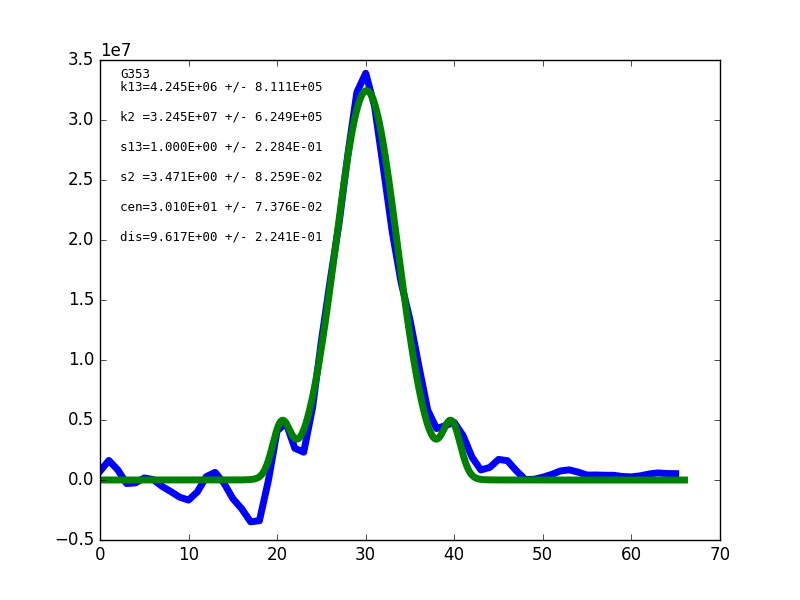 1e7
3.5
3.0
2.5
2.0
1.5
1.0
0.5
0.0
−0.5
G353
k13=4.245E+06 +/- 8.111E+05
k2 =3.245E+07 +/- 6.249E+05
s13=1.000E+00 +/- 2.284E-01
s2 =3.471E+00 +/- 8.259E-02
cen=3.010E+01 +/- 7.376E-02
dis=9.617E+00 +/- 2.241E-01
0 10 20 30 40 50 60 70